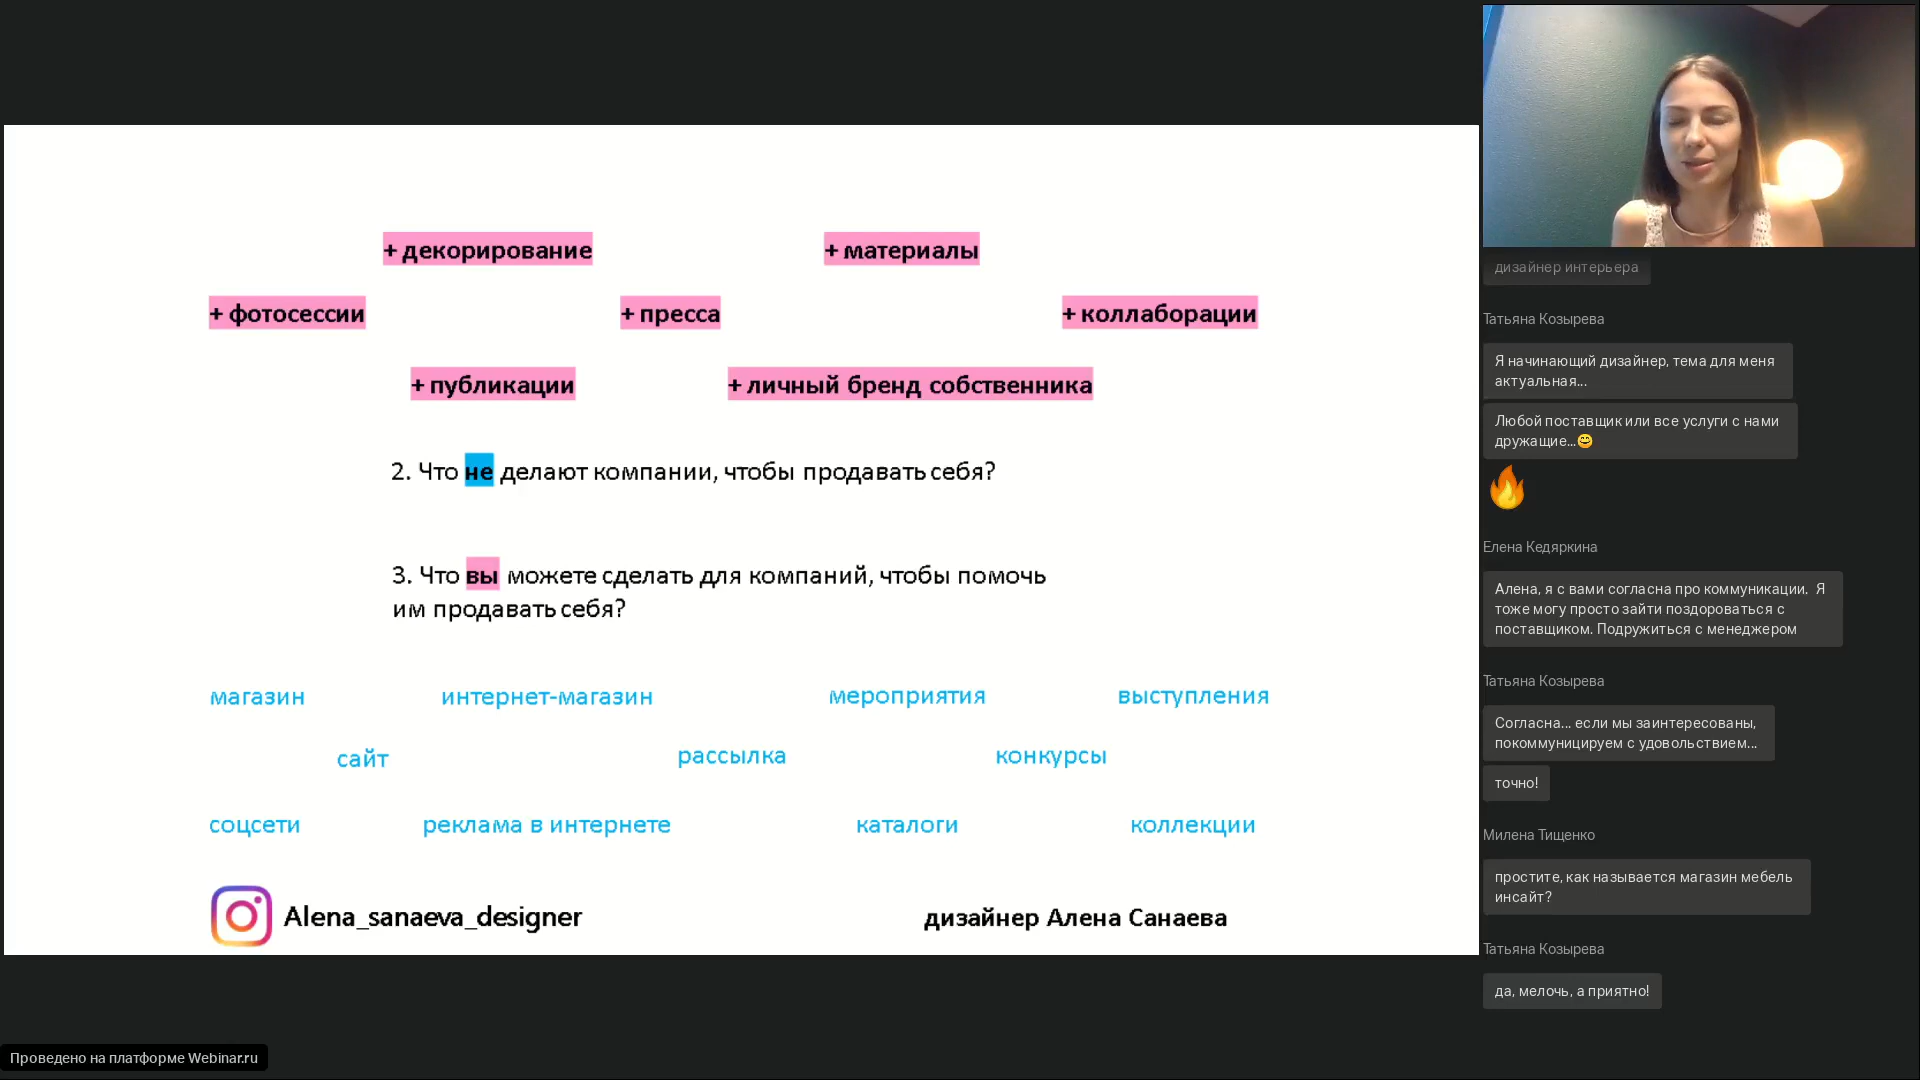 + декорирование
+ материалы
+ фотосессии
+ пресса
+ коллаборации
+ публикации
+ личный бренд собственника
2. Что не делают компании, чтобы продавать себя?
3. Что вы можете сделать для компаний, чтобы помочь
им продавать себя?
магазин
интернет-магазин
мероприятия
выступления
сайт
рассылка
конкурсы
соцсети
реклама в интернете
каталоги
коллекции
Alena_sanaeva_designer
дизайнер Алена Санаева
дизайнер интерьера
Татьяна Козырева
Я начинающий дизайнер, тема для меня
актуальная...
Любой поставщик или все услуги с нами
дружащие...😄
🔥
Елена Кедяркина
Алена, я с вами согласна про коммуникации.  Я
тоже могу просто зайти поздороваться с
поставщиком. Подружиться с менеджером
Татьяна Козырева
Согласна... если мы заинтересованы,
покоммуницируем с удовольствием...
точно!
Милена Тищенко
простите, как называется магазин мебель
инсайт?
Татьяна Козырева
да, мелочь, а приятно!
Проведено на платформе Webinar.ru